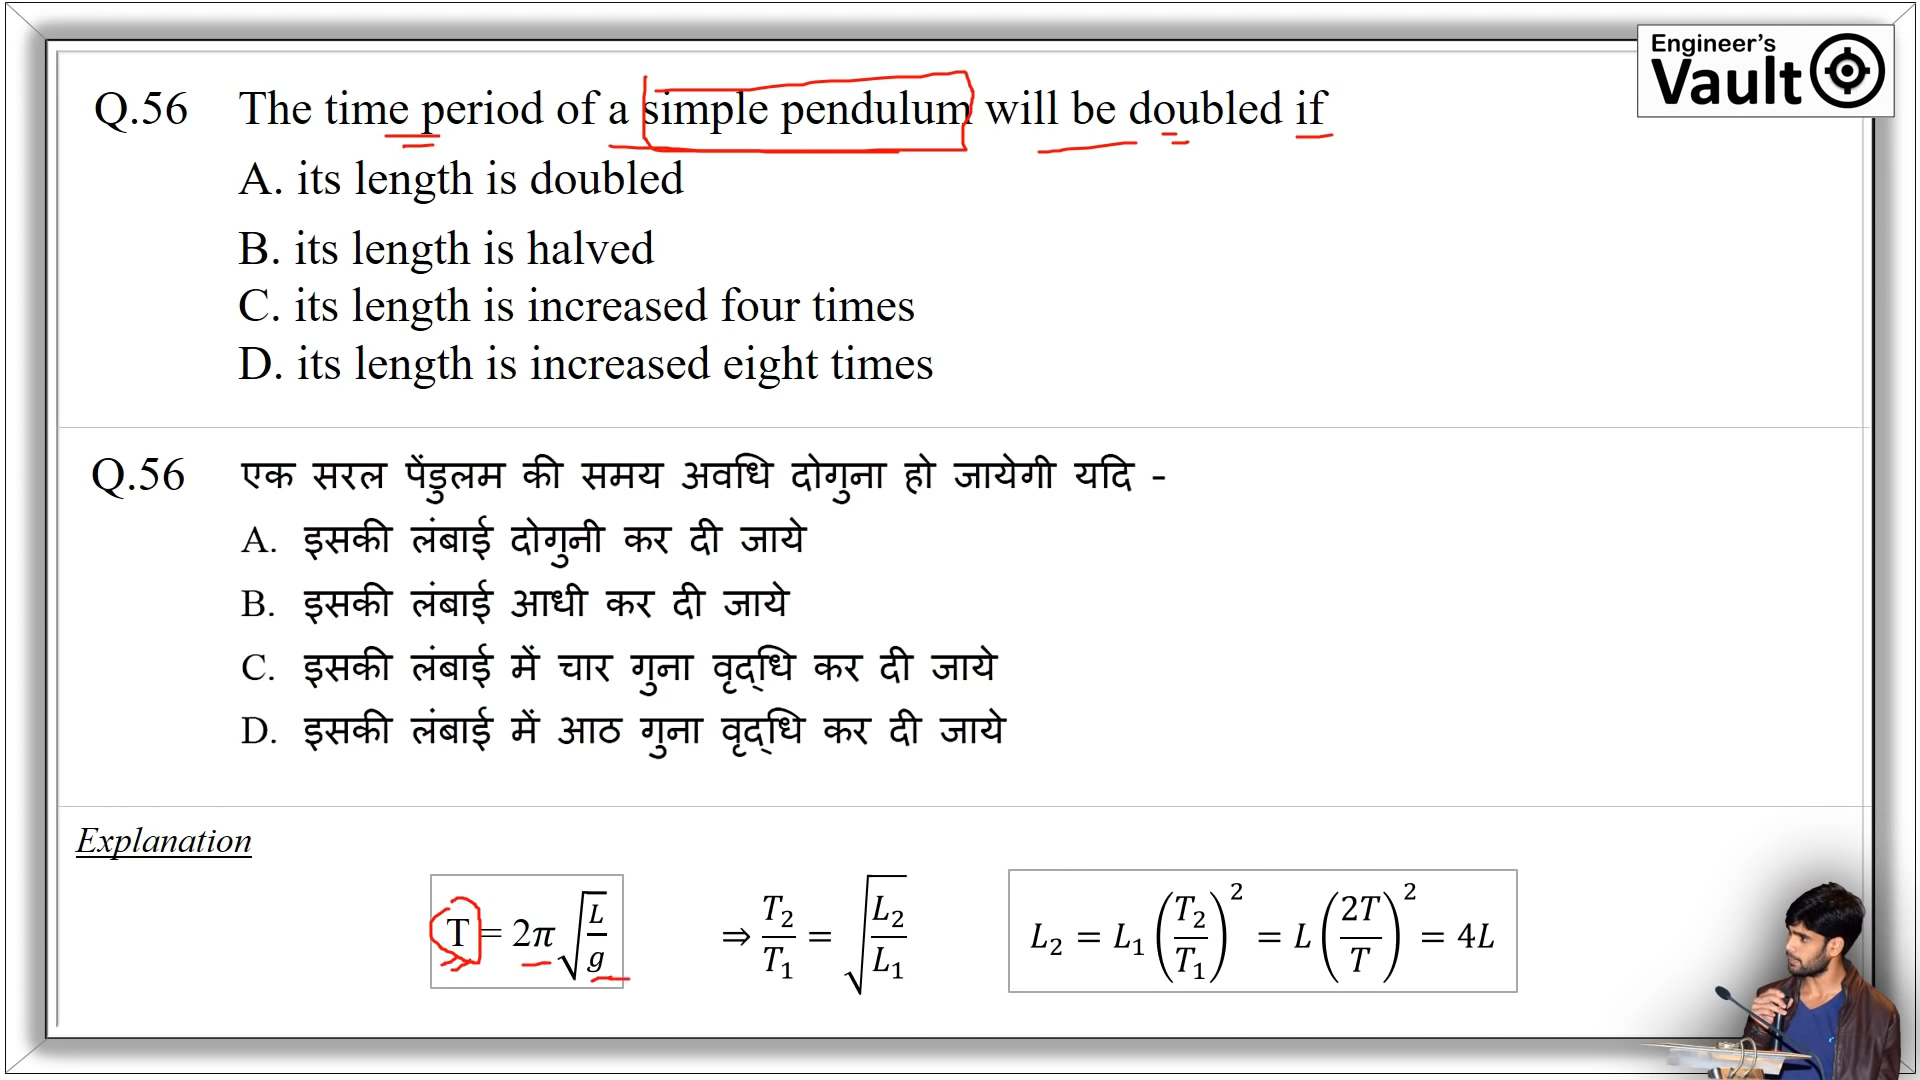 Engineer's
Vault
Q.56 The time period of a simple pendulum will be doubled if
A. its length is doubled
B. its length is halved
C. its length is increased four times
D. its length is increased eight times
Q.56 एक सरल पेंडुलम की समय अवधि दोगुना हो जायेगी यदि -
A. इसकी लंबाई दोगुनी कर दी जाये
B. इसकी लंबाई आधी कर दी जाये
C. इसकी लंबाई में चार गुना वृद्धि कर दी जाये
D. इसकी लंबाई में आठ गुना वृद्धि कर दी जाये
Explanation
T = 2π √(L/g) ⇒ T₂/T₁ = √(L₂/L₁) L₂ = L₁ (T₂/T₁)² = L (2T/T)² = 4L